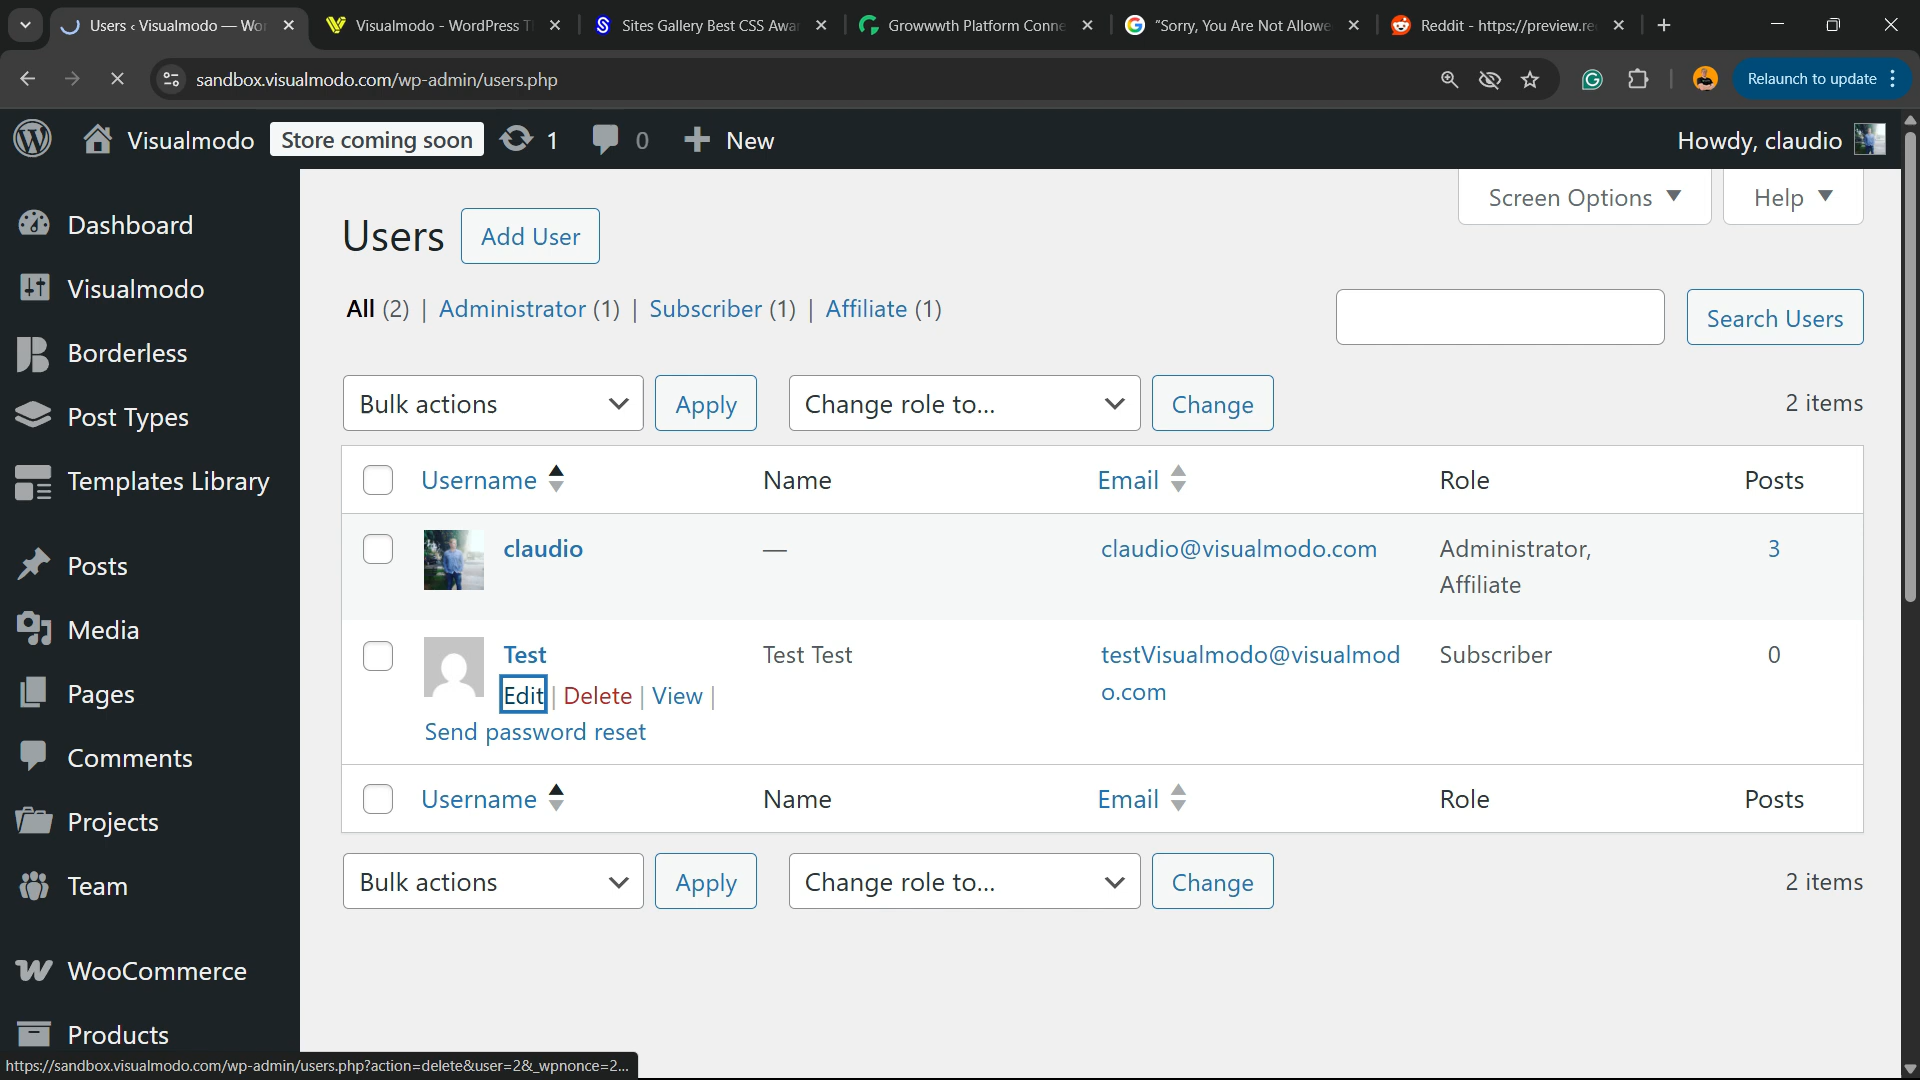 Users ‹ Visualmodo — Wo
Visualmodo - WordPress T
Sites Gallery Best CSS Awa
Growwwth Platform Conne
"Sorry, You Are Not Allowe
Reddit - https://preview.re
sandbox.visualmodo.com/wp-admin/users.php
Relaunch to update
Visualmodo
Store coming soon
1
0
New
Howdy, claudio
Screen Options
Help
Dashboard
Visualmodo
Borderless
Post Types
Templates Library
Posts
Media
Pages
Comments
Projects
Team
WooCommerce
Products
Users
Add User
All (2) | Administrator (1) | Subscriber (1) | Affiliate (1)
Search Users
Bulk actions
Apply
Change role to...
Change
2 items
Username
Name
Email
Role
Posts
claudio
—
claudio@visualmodo.com
Administrator,
Affiliate
3
Test
Edit | Delete | View |
Send password reset
Test Test
testVisualmodo@visualmod
o.com
Subscriber
0
Username
Name
Email
Role
Posts
Bulk actions
Apply
Change role to...
Change
2 items
https://sandbox.visualmodo.com/wp-admin/users.php?action=delete&user=2&_wpnonce=2...